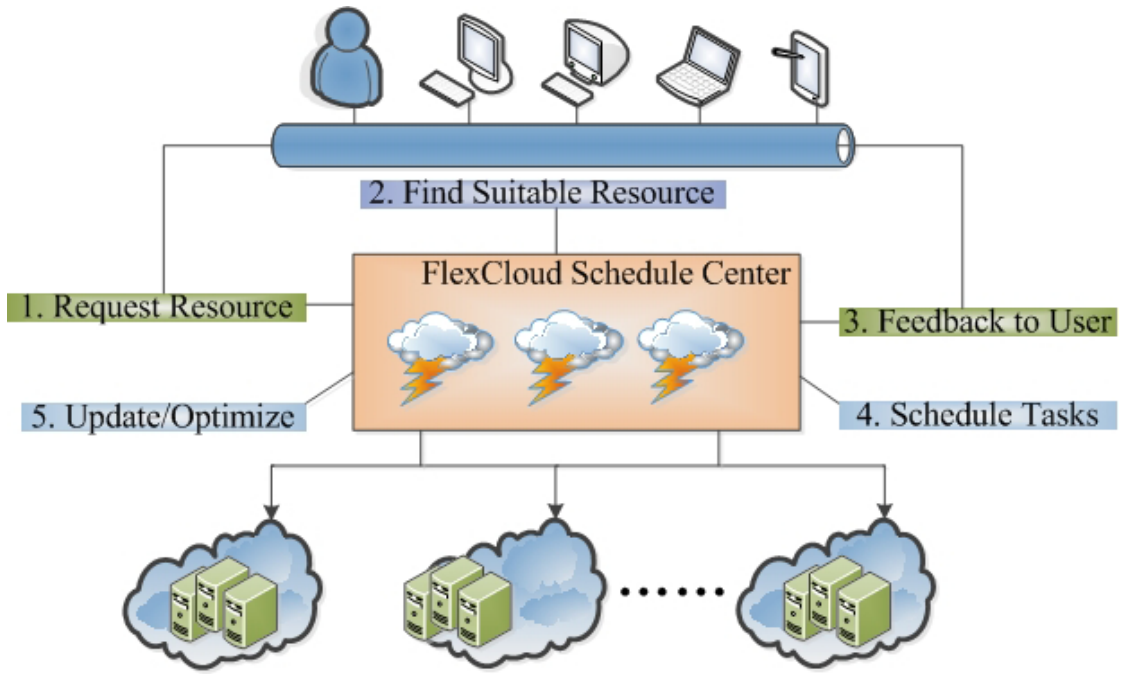 2. Find Suitable Resource
FlexCloud Schedule Center
1. Request Resource
3. Feedback to User
5. Update/Optimize
4. Schedule Tasks